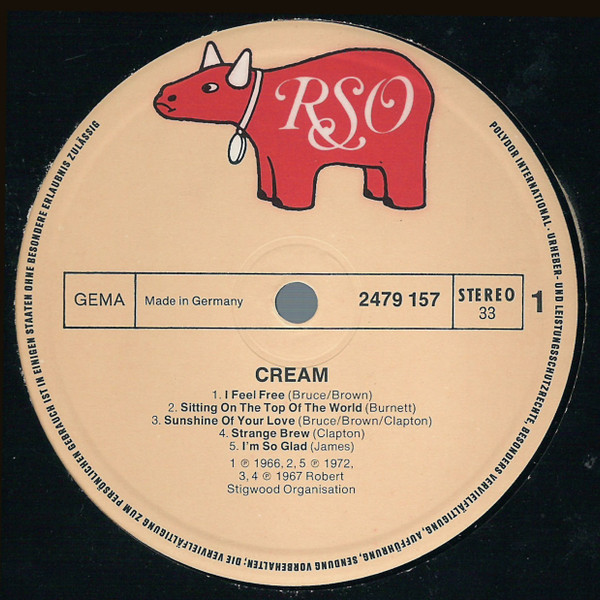 RSO
GEMA
Made in Germany
2479 157
STEREO
33
1
CREAM
1. I Feel Free (Bruce/Brown)
2. Sitting On The Top Of The World (Burnett)
3. Sunshine Of Your Love (Bruce/Brown/Clapton)
4. Strange Brew (Clapton)
5. I'm So Glad (James)
1 ℗ 1966, 2, 5 ℗ 1972,
3, 4 ℗ 1967 Robert
Stigwood Organisation
POLYDOR INTERNATIONAL · URHEBER- UND LEISTUNGSSCHUTZRECHTE, BESONDERS VERVIELFÄLTIGUNG, AUFFÜHRUNG, SENDUNG VORBEHALTEN; DIE VERVIELFÄLTIGUNG ZUM PERSÖNLICHEN GEBRAUCH IST IN EINIGEN STAATEN OHNE BESONDERE ERLAUBNIS ZULÄSSIG